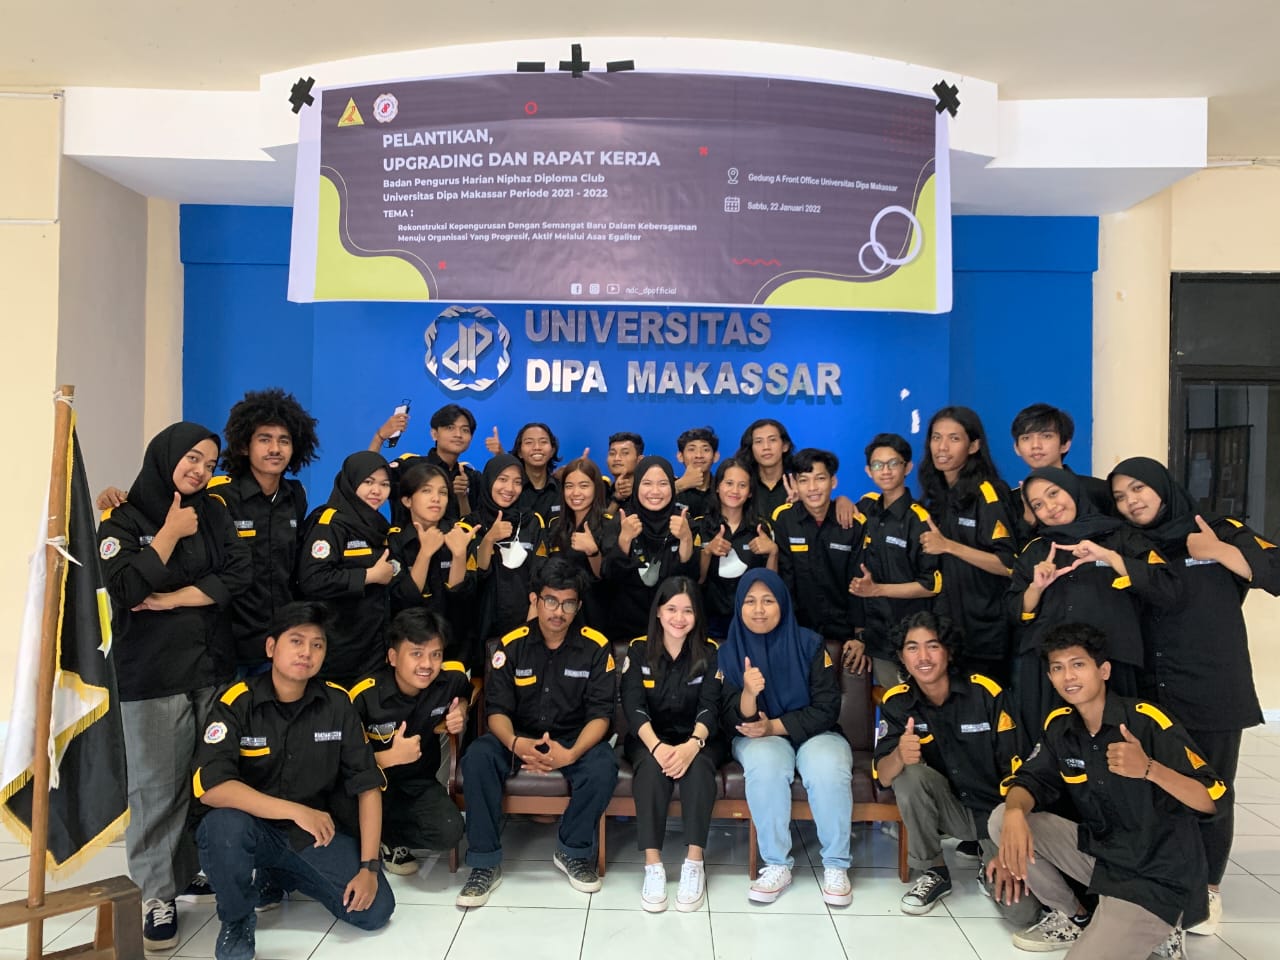 PELANTIKAN,
UPGRADING DAN RAPAT KERJA
Badan Pengurus Harian Niphaz Diploma Club
Universitas Dipa Makassar Periode 2021 - 2022
TEMA :
Rekonstruksi Kepengurusan Dengan Semangat Baru Dalam Keberagaman
Menuju Organisasi Yang Progresif, Aktif Melalui Asas Egaliter
Gedung A Front Office Universitas Dipa Makassar
Sabtu, 22 Januari 2022
ndc_dpofficial
UNIVERSITAS
DIPA MAKASSAR